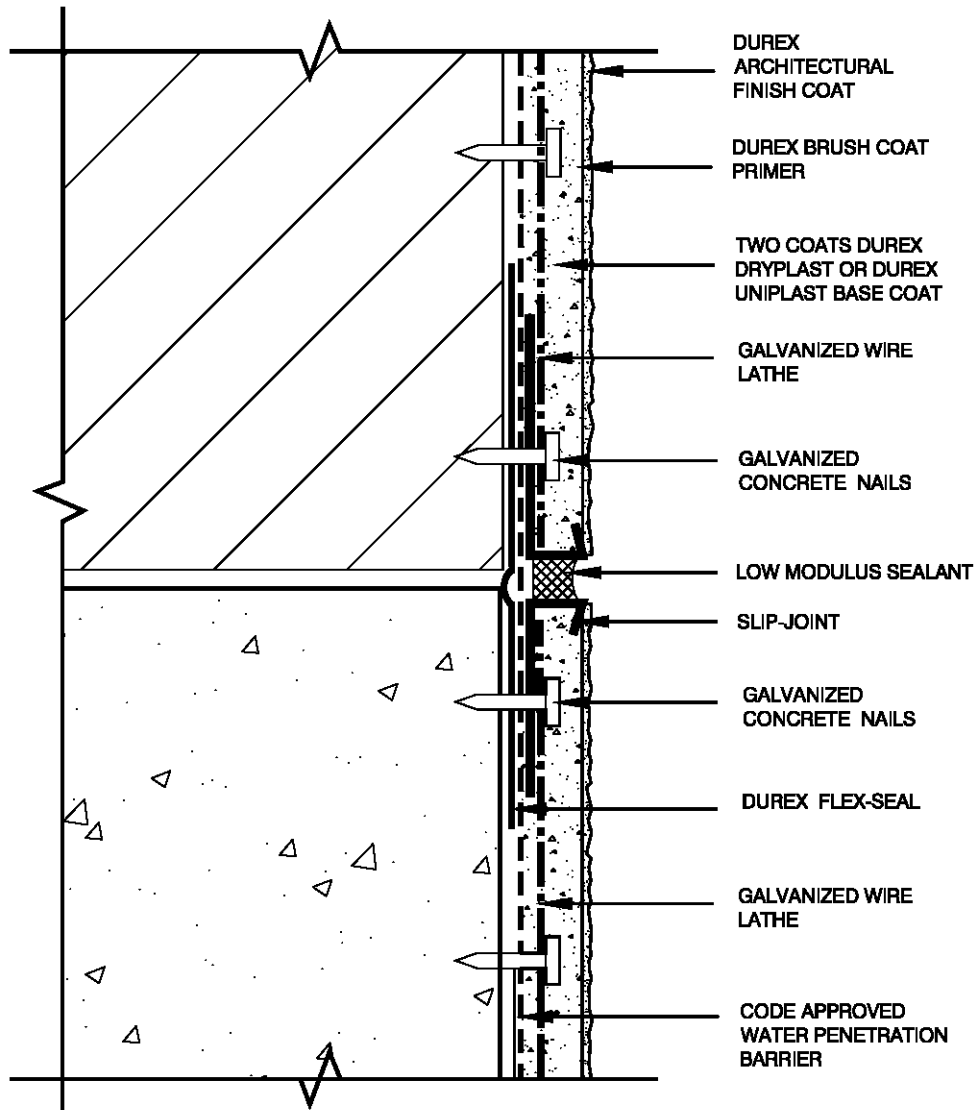 DUREX
ARCHITECTURAL
FINISH COAT
DUREX BRUSH COAT
PRIMER
TWO COATS DUREX
DRYPLAST OR DUREX
UNIPLAST BASE COAT
GALVANIZED WIRE
LATHE
GALVANIZED
CONCRETE NAILS
LOW MODULUS SEALANT
SLIP-JOINT
GALVANIZED
CONCRETE NAILS
DUREX FLEX-SEAL
GALVANIZED WIRE
LATHE
CODE APPROVED
WATER PENETRATION
BARRIER